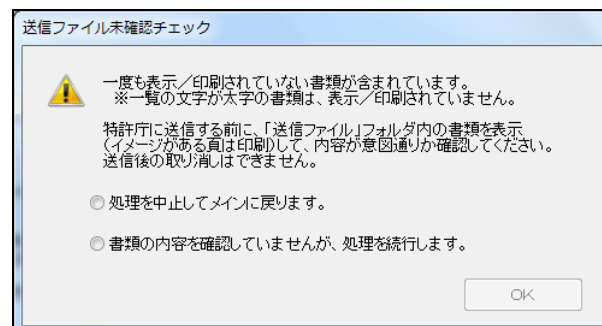 送信ファイル未確認チェック
一度も表示／印刷されていない書類が含まれています。
※一覧の文字が太字の書類は、表示／印刷されていません。
特許庁に送信する前に、「送信ファイル」フォルダ内の書類を表示
（イメージがある頁は印刷）して、内容が意図通りか確認してください。
送信後の取り消しはできません。
処理を中止してメインに戻ります。
書類の内容を確認していませんが、処理を続行します。
OK